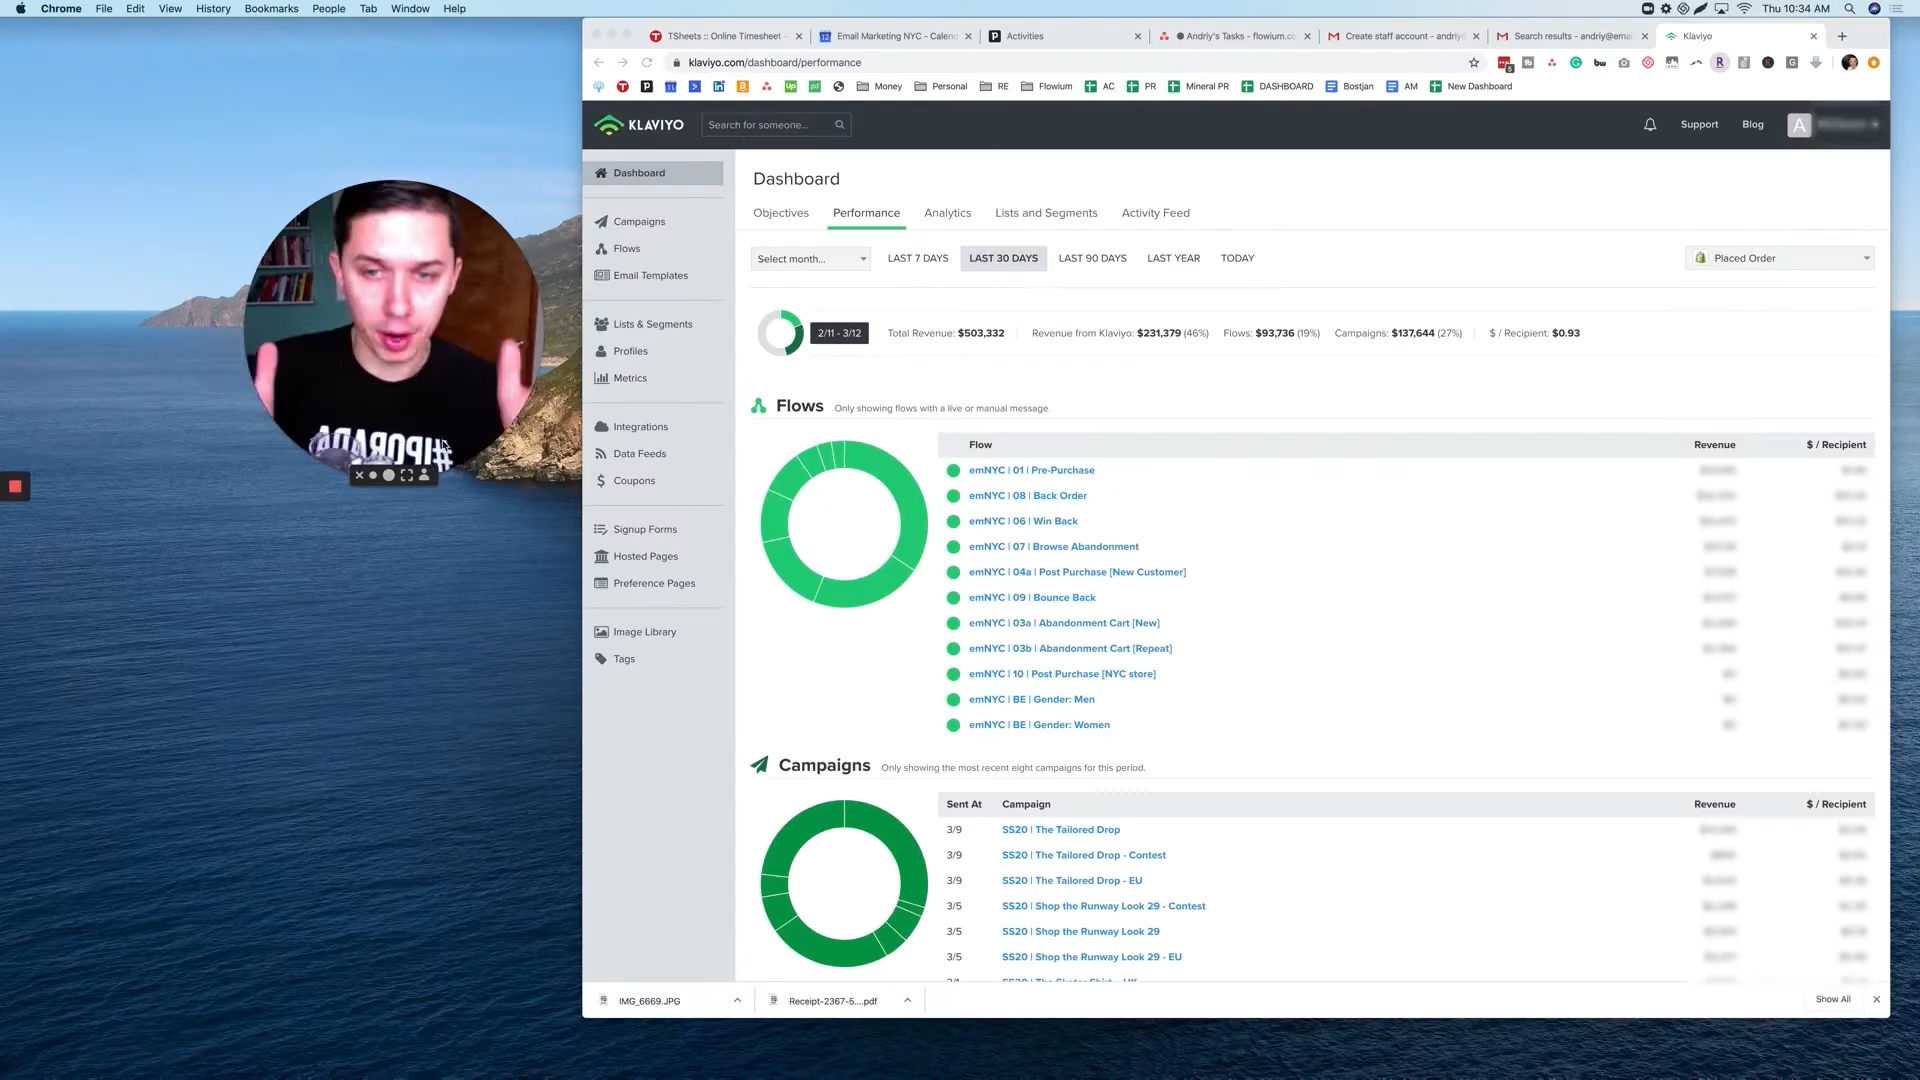 Chrome File Edit View History Bookmarks People Tab Window Help
Thu 10:34 AM
TSheets :: Online Timesheet -
Email Marketing NYC - Calend
Activities
Andriy's Tasks - flowium.co
Create staff account - andriy@
Search results - andriy@emai
Klaviyo
klaviyo.com/dashboard/performance
Money Personal RE Flowium AC PR Mineral PR DASHBOARD Bostjan AM New Dashboard
KLAVIYO
Search for someone...
Support Blog A
Dashboard
Campaigns
Flows
Email Templates
Lists & Segments
Profiles
Metrics
Integrations
Data Feeds
Coupons
Signup Forms
Hosted Pages
Preference Pages
Image Library
Tags
Dashboard
Objectives Performance Analytics Lists and Segments Activity Feed
Select month... LAST 7 DAYS LAST 30 DAYS LAST 90 DAYS LAST YEAR TODAY Placed Order
2/11 - 3/12 Total Revenue: $503,332 Revenue from Klaviyo: $231,379 (46%) Flows: $93,736 (19%) Campaigns: $137,644 (27%) $ / Recipient: $0.93
Flows Only showing flows with a live or manual message.
Flow Revenue $ / Recipient
emNYC | 01 | Pre-Purchase
emNYC | 08 | Back Order
emNYC | 06 | Win Back
emNYC | 07 | Browse Abandonment
emNYC | 04a | Post Purchase [New Customer]
emNYC | 09 | Bounce Back
emNYC | 03a | Abandonment Cart [New]
emNYC | 03b | Abandonment Cart [Repeat]
emNYC | 10 | Post Purchase [NYC store]
emNYC | BE | Gender: Men
emNYC | BE | Gender: Women
Campaigns Only showing the most recent eight campaigns for this period.
Sent At Campaign Revenue $ / Recipient
3/9 SS20 | The Tailored Drop
3/9 SS20 | The Tailored Drop - Contest
3/9 SS20 | The Tailored Drop - EU
3/5 SS20 | Shop the Runway Look 29 - Contest
3/5 SS20 | Shop the Runway Look 29
3/5 SS20 | Shop the Runway Look 29 - EU
IMG_6669.JPG
Receipt-2367-5....pdf
Show All